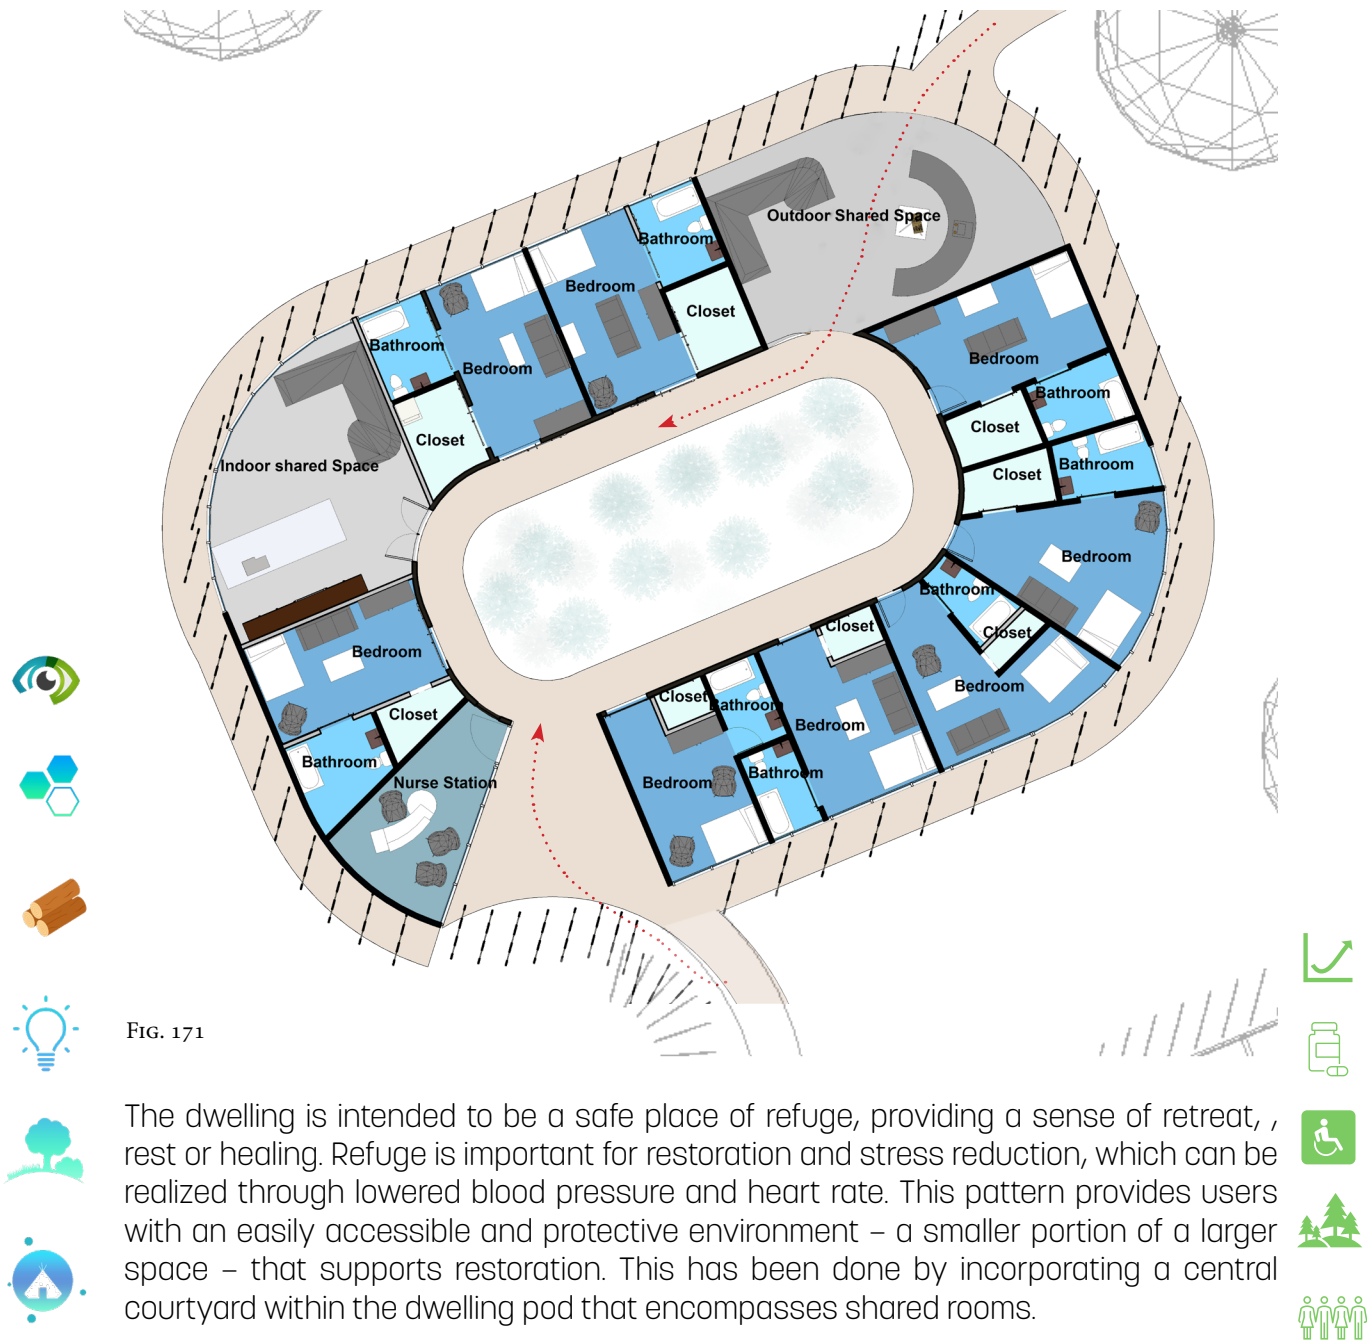 Outdoor Shared Space
Bathroom
Bedroom
Closet
Bathroom
Bedroom
Bedroom
Bathroom
Closet
Closet
Indoor shared Space
Bathroom
Closet
Bedroom
Bathroom
Closet
Closet
Bedroom
Bedroom
Closet
Closet
Bathroom
Bedroom
Bathroom
Bedroom
Nurse Station
Bedroom
Bathroom
FIG. 171
The dwelling is intended to be a safe place of refuge, providing a sense of retreat, ,
rest or healing. Refuge is important for restoration and stress reduction, which can be
realized through lowered blood pressure and heart rate. This pattern provides users
with an easily accessible and protective environment – a smaller portion of a larger
space – that supports restoration. This has been done by incorporating a central
courtyard within the dwelling pod that encompasses shared rooms.